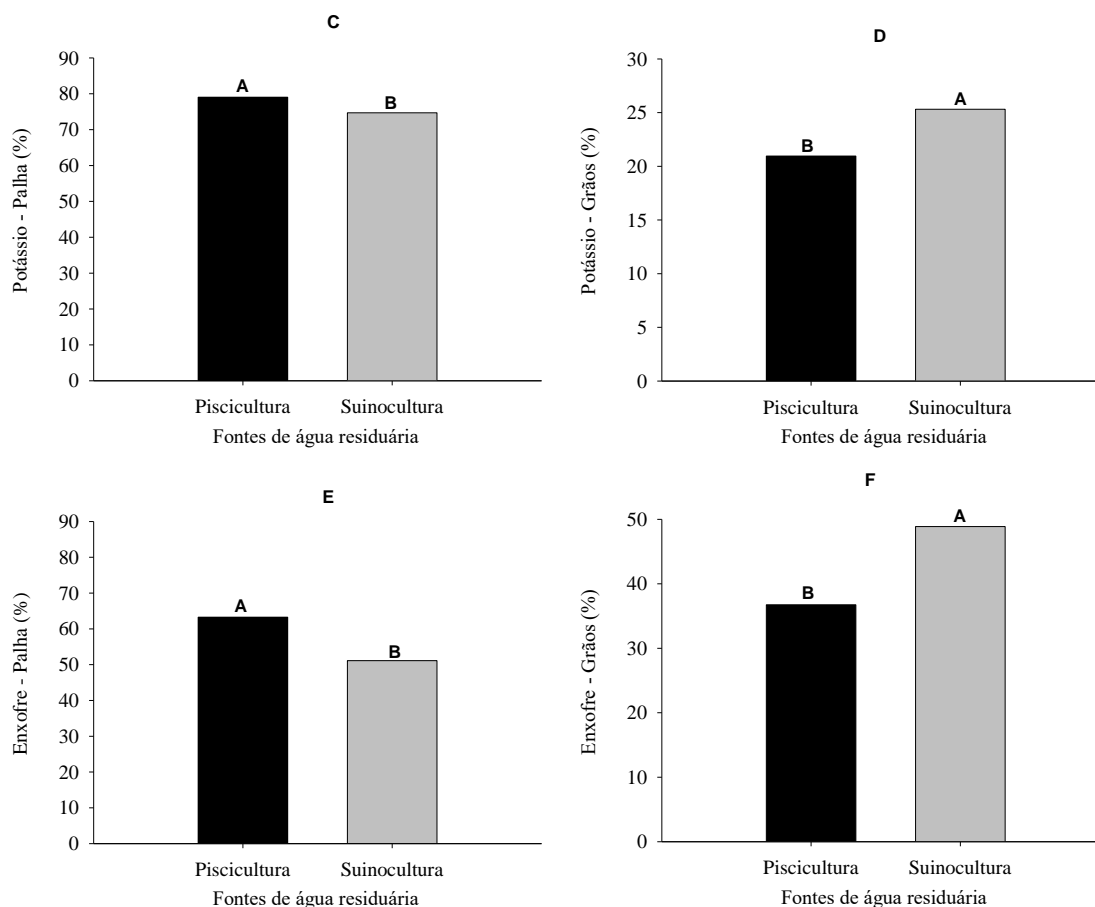 C
Potássio - Palha (%)
90
80
70
60
50
40
30
20
10
0
A
B
Piscicultura Suinocultura
Fontes de água residuária
D
Potássio - Grãos (%)
30
25
20
15
10
5
0
B
A
Piscicultura Suinocultura
Fontes de água residuária
E
Enxofre - Palha (%)
90
80
70
60
50
40
30
20
10
0
A
B
Piscicultura Suinocultura
Fontes de água residuária
F
Enxofre - Grãos (%)
50
40
30
20
10
0
B
A
Piscicultura Suinocultura
Fontes de água residuária